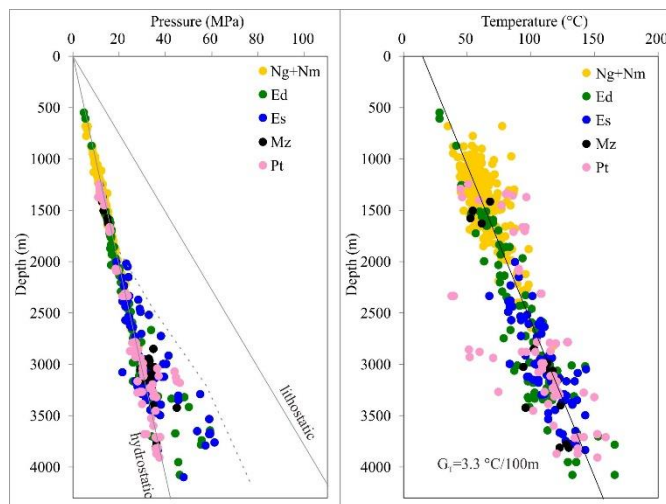 Pressure (MPa)
0 20 40 60 80 100
0
500
1000
1500
2000
2500
3000
3500
4000
Depth (m)
Ng+Nm
Ed
Es
Mz
Pt
lithostatic
hydrostatic
Temperature (°C)
0 50 100 150 200
0
500
1000
1500
2000
2500
3000
3500
4000
Depth (m)
Ng+Nm
Ed
Es
Mz
Pt
GT=3.3 °C/100m